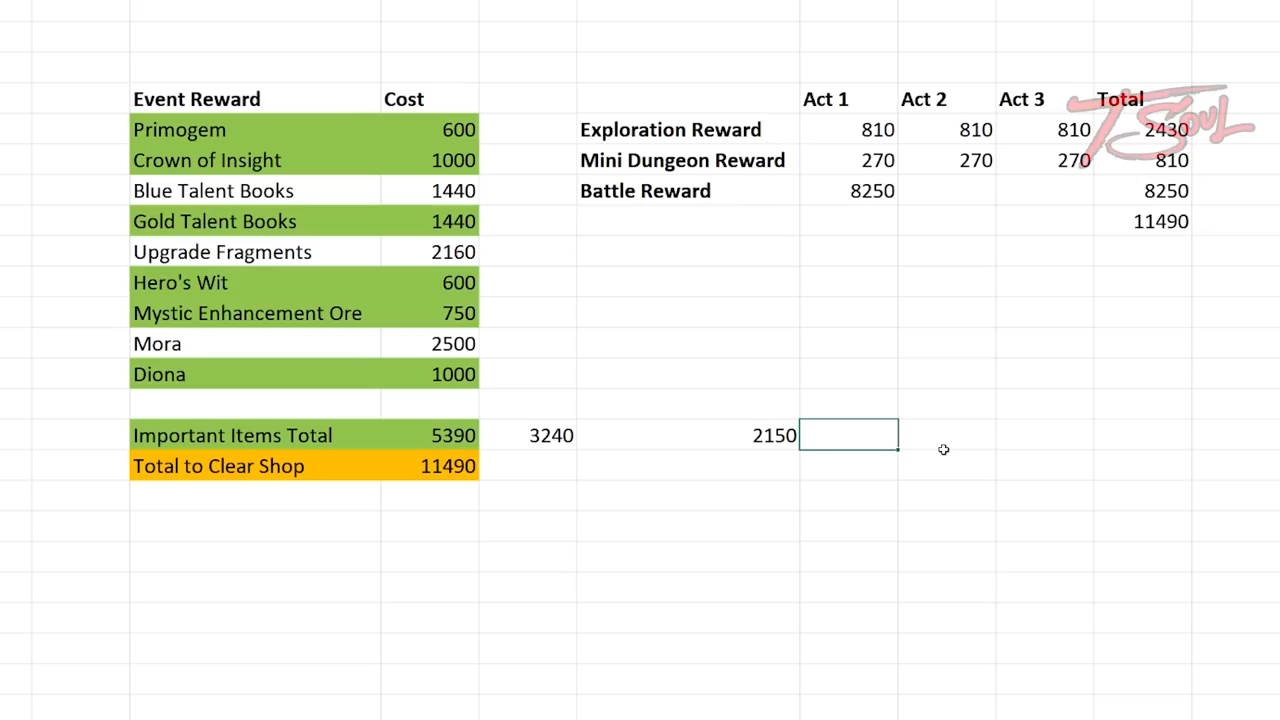 Event Reward Cost Act 1 Act 2 Act 3 Total
Primogem 600 Exploration Reward 810 810 810 2430
Crown of Insight 1000 Mini Dungeon Reward 270 270 270 810
Blue Talent Books 1440 Battle Reward 8250 8250
Gold Talent Books 1440 11490
Upgrade Fragments 2160
Hero's Wit 600
Mystic Enhancement Ore 750
Mora 2500
Diona 1000
Important Items Total 5390 3240 2150
Total to Clear Shop 11490
TSOUL